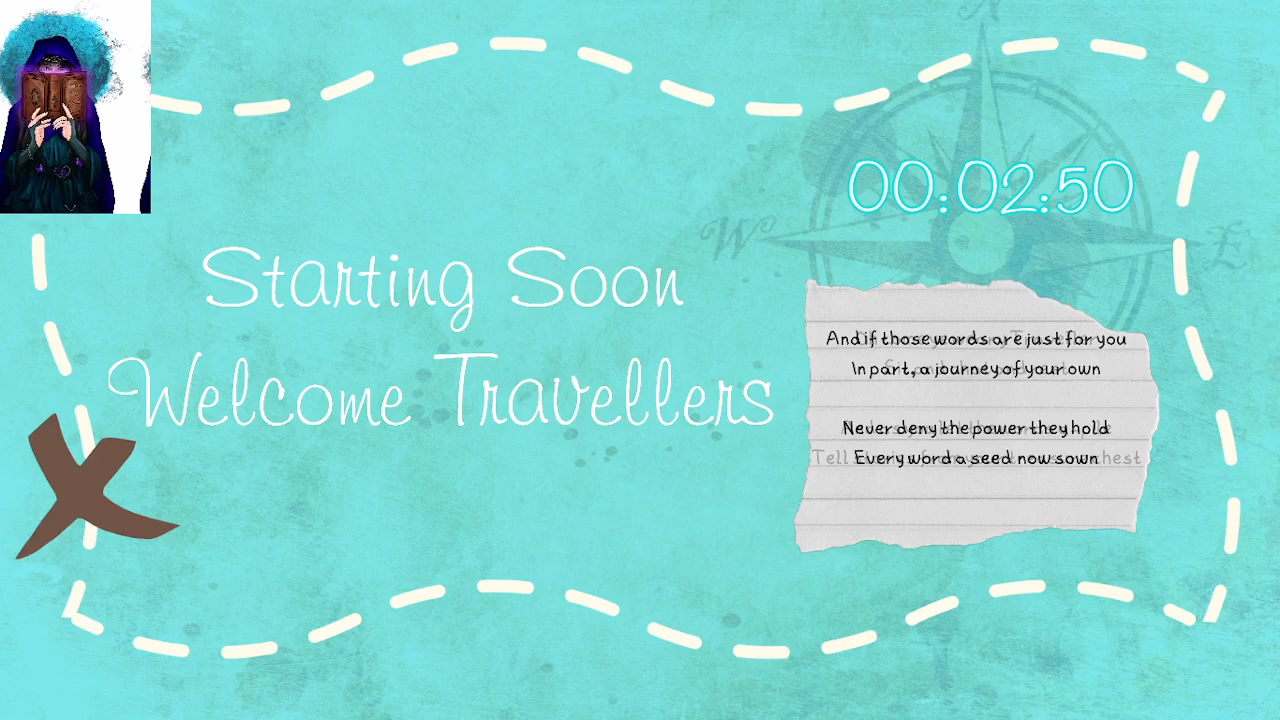 00:02:50
Starting Soon
Welcome Travellers
And if those words are just for you
In part, a journey of your own
Never deny the power they hold
Every word a seed now sown
W
E